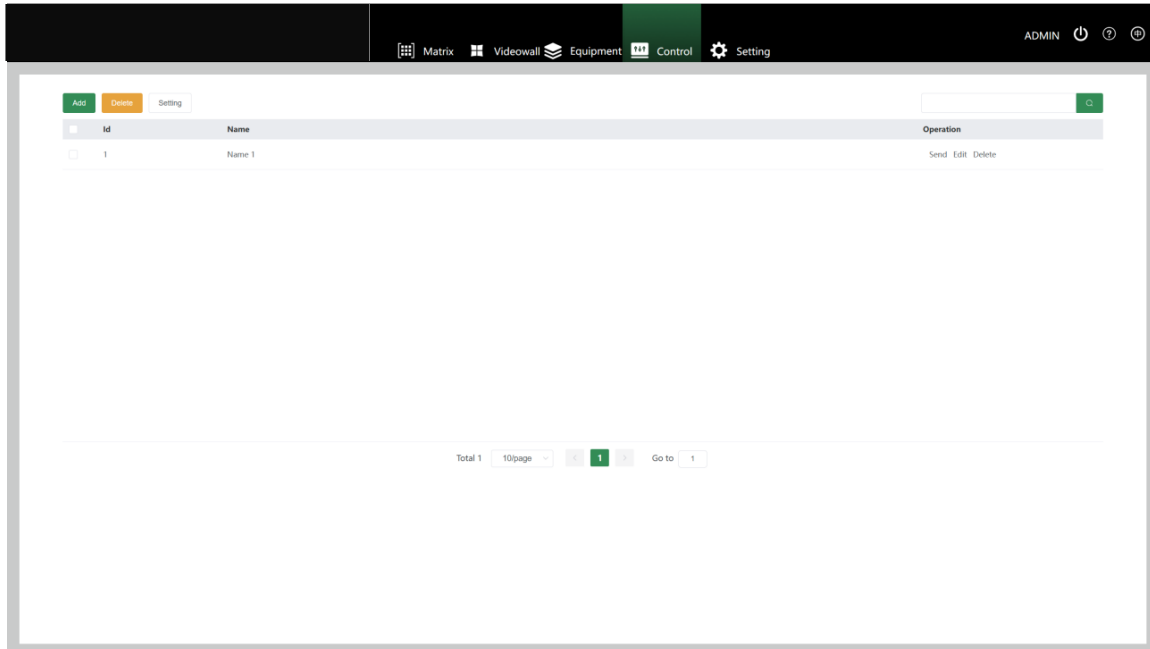 Matrix Videowall Equipment Control Setting ADMIN ? 中
Add Delete Setting
Id Name Operation
1 Name 1 Send Edit Delete
Total 1 10/page < 1 > Go to 1